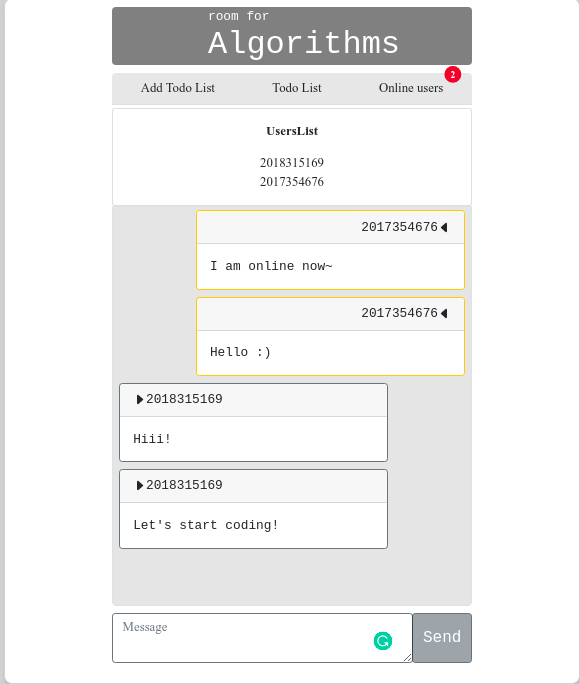 room for
Algorithms
2
Add Todo List
Todo List
Online users
UsersList
2018315169
2017354676
2017354676
I am online now~
2017354676
Hello :)
2018315169
Hiii!
2018315169
Let's start coding!
Message
Send